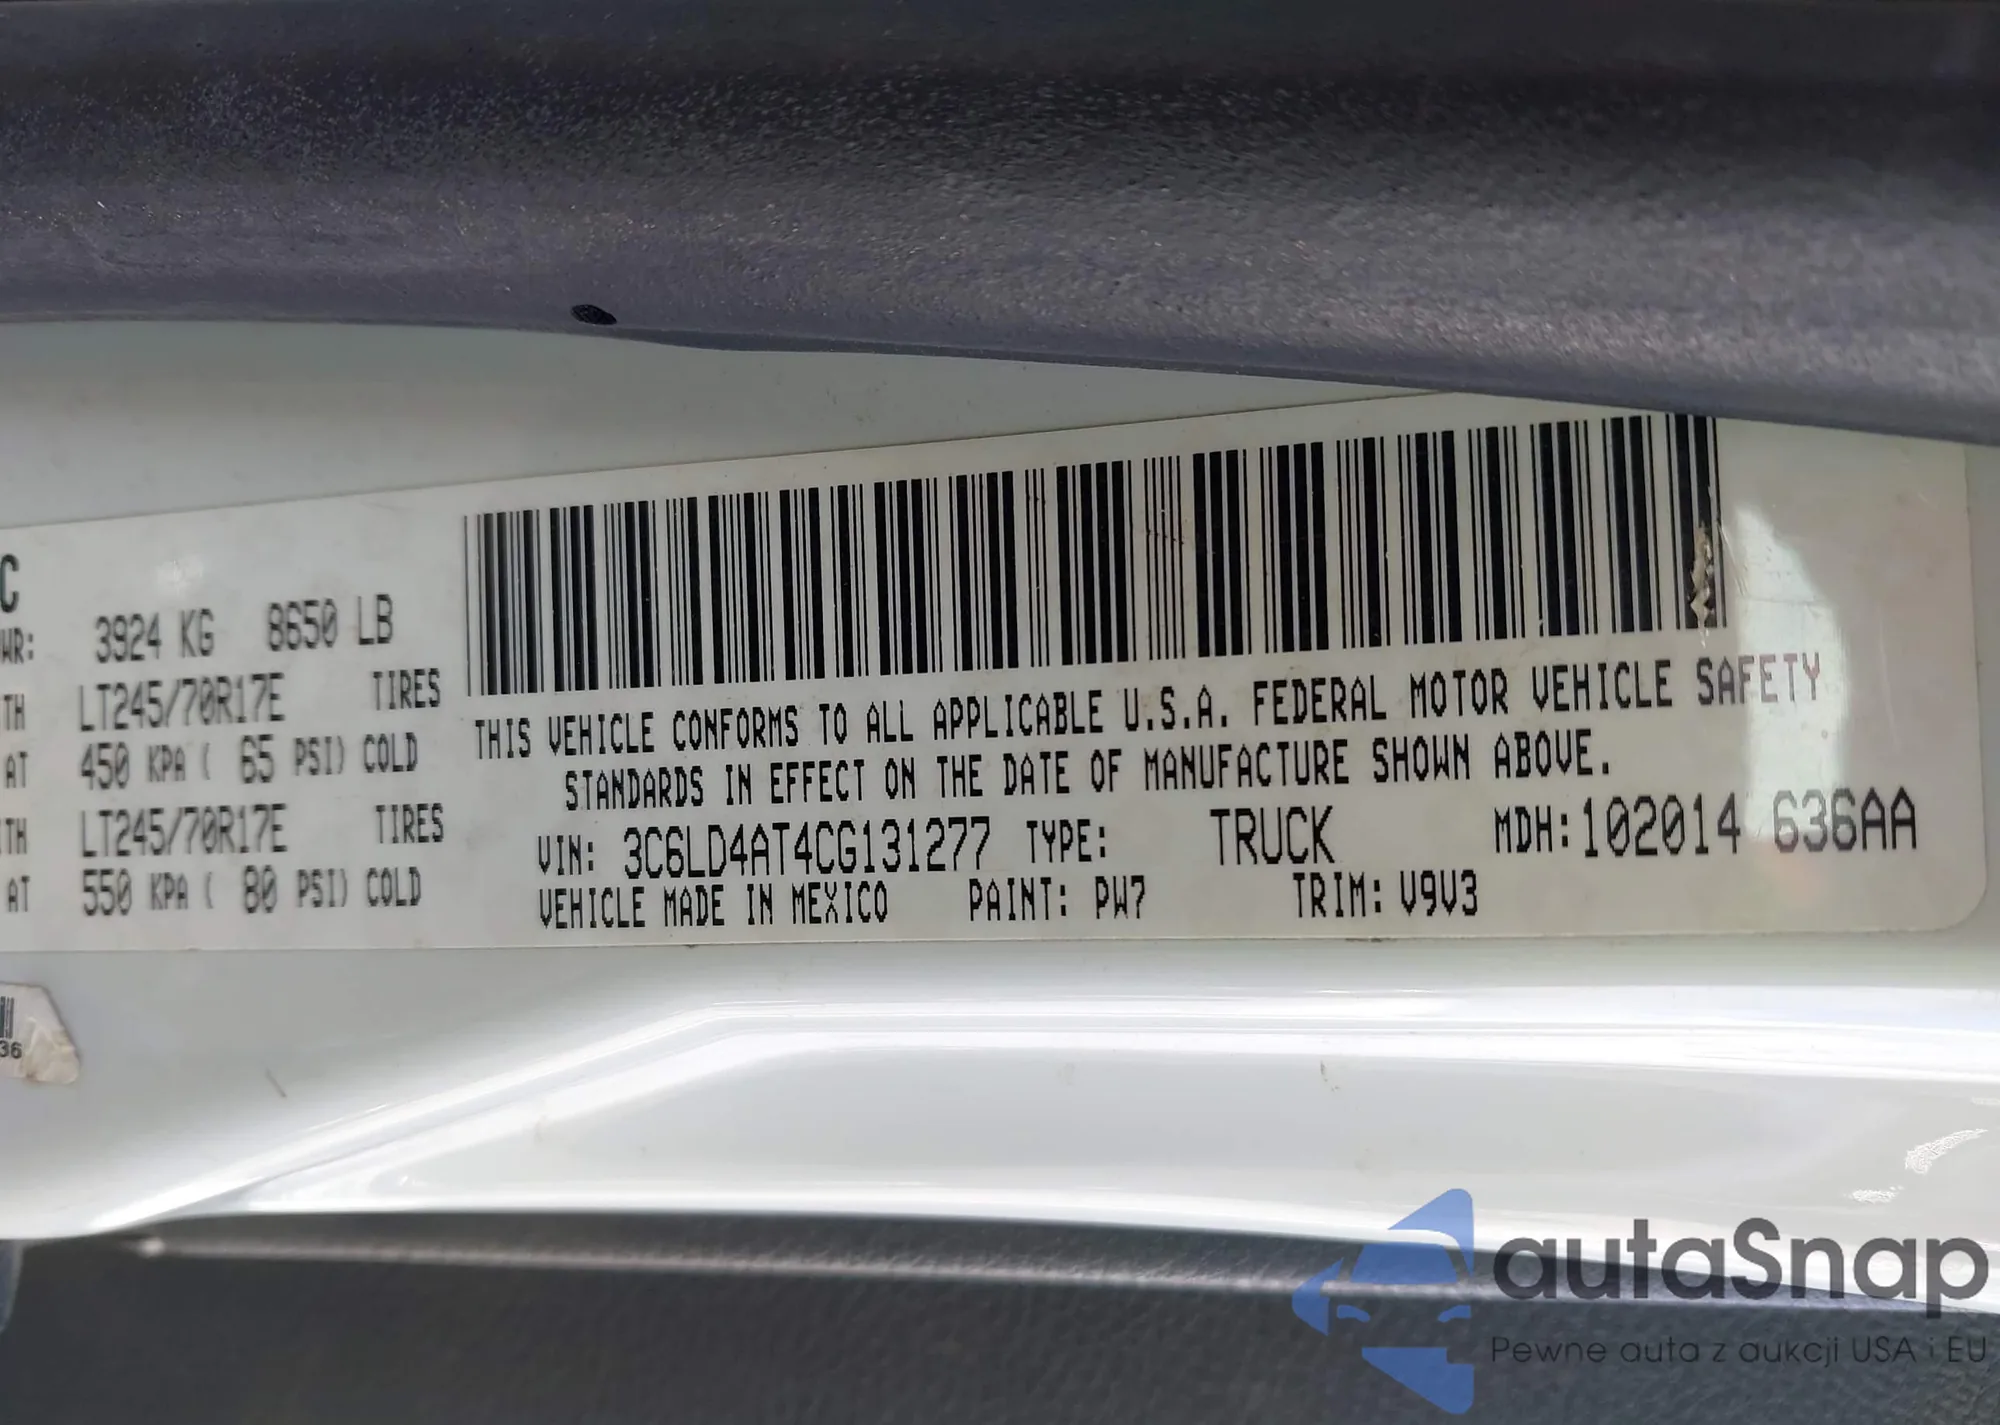 C
WR: 3924 KG 8650 LB
TH LT245/70R17E TIRES
AT 450 KPA ( 65 PSI) COLD
ITH LT245/70R17E TIRES
AT 550 KPA ( 80 PSI) COLD
THIS VEHICLE CONFORMS TO ALL APPLICABLE U.S.A. FEDERAL MOTOR VEHICLE SAFETY
STANDARDS IN EFFECT ON THE DATE OF MANUFACTURE SHOWN ABOVE.
VIN: 3C6LD4AT4CG131277 TYPE: TRUCK MDH:102014 636AA
VEHICLE MADE IN MEXICO PAINT: PW7 TRIM: V9V3
36
autaSnap
Pewne auta z aukcji USA i EU